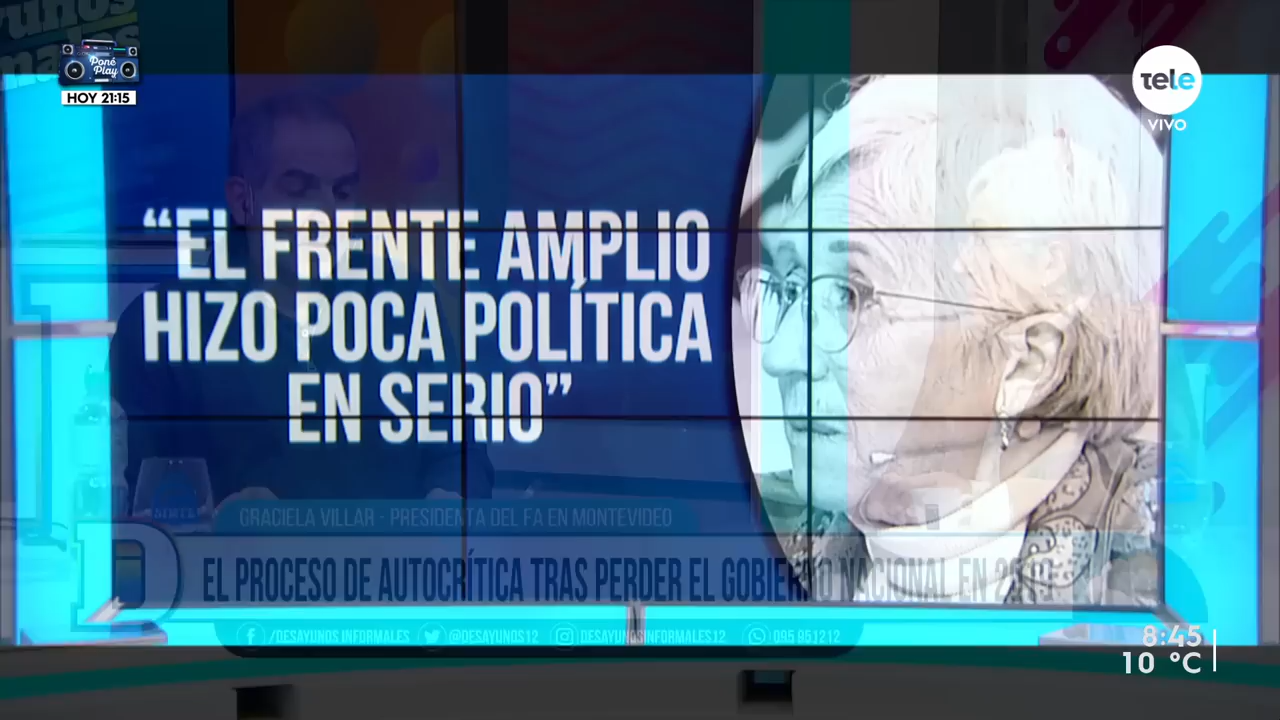 Poné
Play
HOY 21:15
tele
VIVO
“EL FRENTE AMPLIO
HIZO POCA POLÍTICA
EN SERIO”
GRACIELA VILLAR - PRESIDENTA DEL FA EN MONTEVIDEO
EL PROCESO DE AUTOCRÍTICA TRAS PERDER EL GOBIERNO NACIONAL EN
/DESAYUNOS INFORMALES @DESAYUNOS12 DESAYUNOSINFORMALES12 095 951212
8:45
10 °C